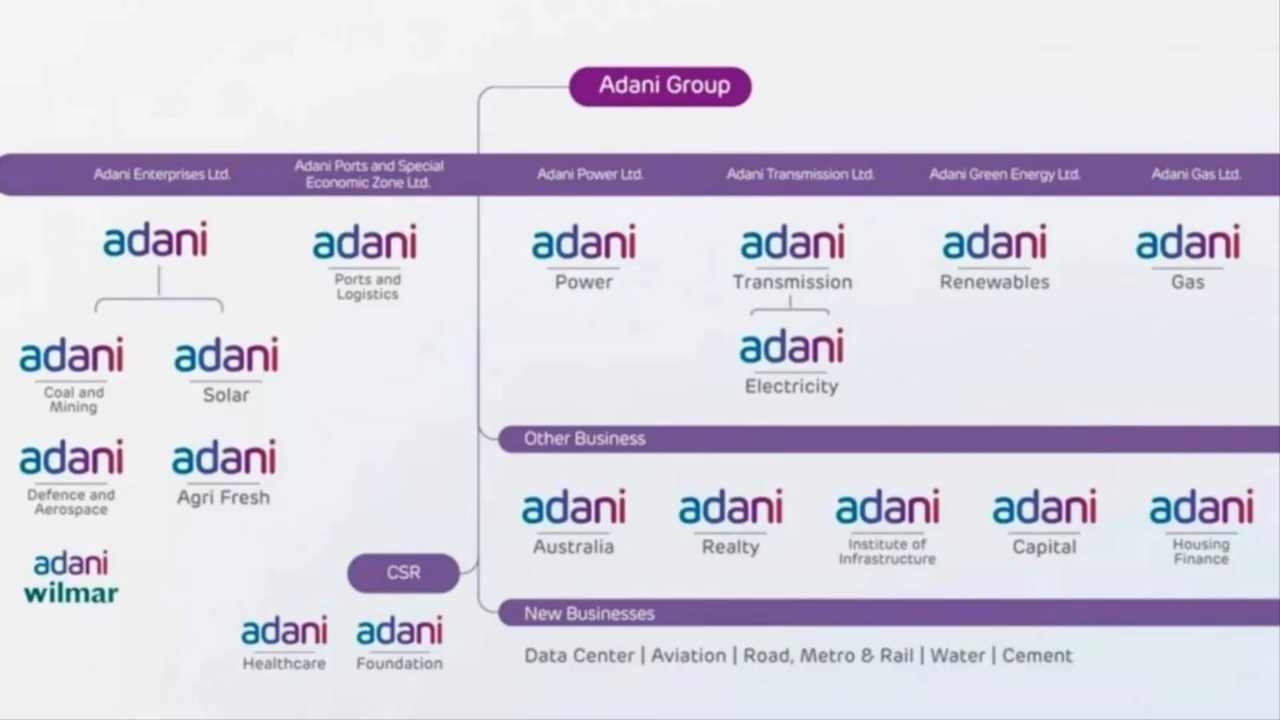 Adani Group
Adani Enterprises Ltd.
Adani Ports and Special
Economic Zone Ltd.
Adani Power Ltd.
Adani Transmission Ltd.
Adani Green Energy Ltd.
Adani Gas Ltd.
adani
adani
Ports and
Logistics
adani
Power
adani
Transmission
adani
Renewables
adani
Gas
adani
Coal and
Mining
adani
Solar
adani
Electricity
adani
Defence and
Aerospace
adani
Agri Fresh
adani
wilmar
Other Business
adani
Australia
adani
Realty
adani
Institute of
Infrastructure
adani
Capital
adani
Housing
Finance
CSR
adani
Healthcare
adani
Foundation
New Businesses
Data Center | Aviation | Road, Metro & Rail | Water | Cement